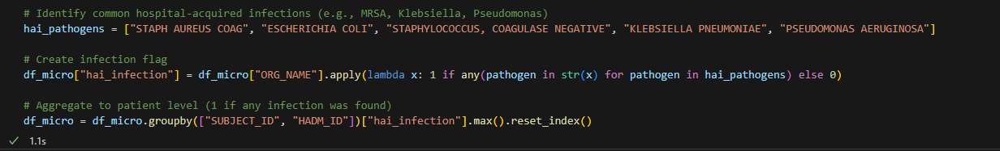 # Identify common hospital-acquired infections (e.g., MRSA, Klebsiella, Pseudomonas)
hai_pathogens = ["STAPH AUREUS COAG", "ESCHERICHIA COLI", "STAPHYLOCOCCUS, COAGULASE NEGATIVE", "KLEBSIELLA PNEUMONIAE", "PSEUDOMONAS AERUGINOSA"]
# Create infection flag
df_micro["hai_infection"] = df_micro["ORG_NAME"].apply(lambda x: 1 if any(pathogen in str(x) for pathogen in hai_pathogens) else 0)
# Aggregate to patient level (1 if any infection was found)
df_micro = df_micro.groupby(["SUBJECT_ID", "HADM_ID"])["hai_infection"].max().reset_index()
✓ 1.1s